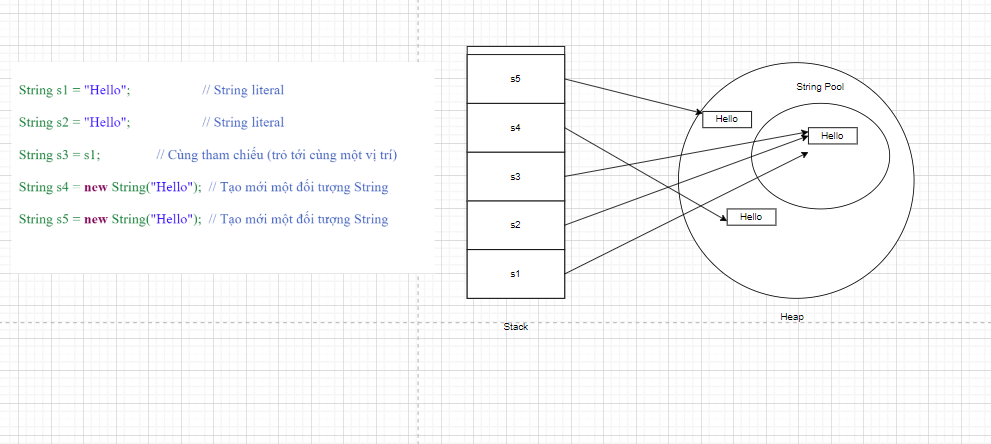 String s1 = "Hello"; // String literal
String s2 = "Hello"; // String literal
String s3 = s1; // Cùng tham chiếu (trỏ tới cùng một vị trí)
String s4 = new String("Hello"); // Tạo mới một đối tượng String
String s5 = new String("Hello"); // Tạo mới một đối tượng String
s5
s4
s3
s2
s1
Stack
String Pool
Hello
Hello
Hello
Heap